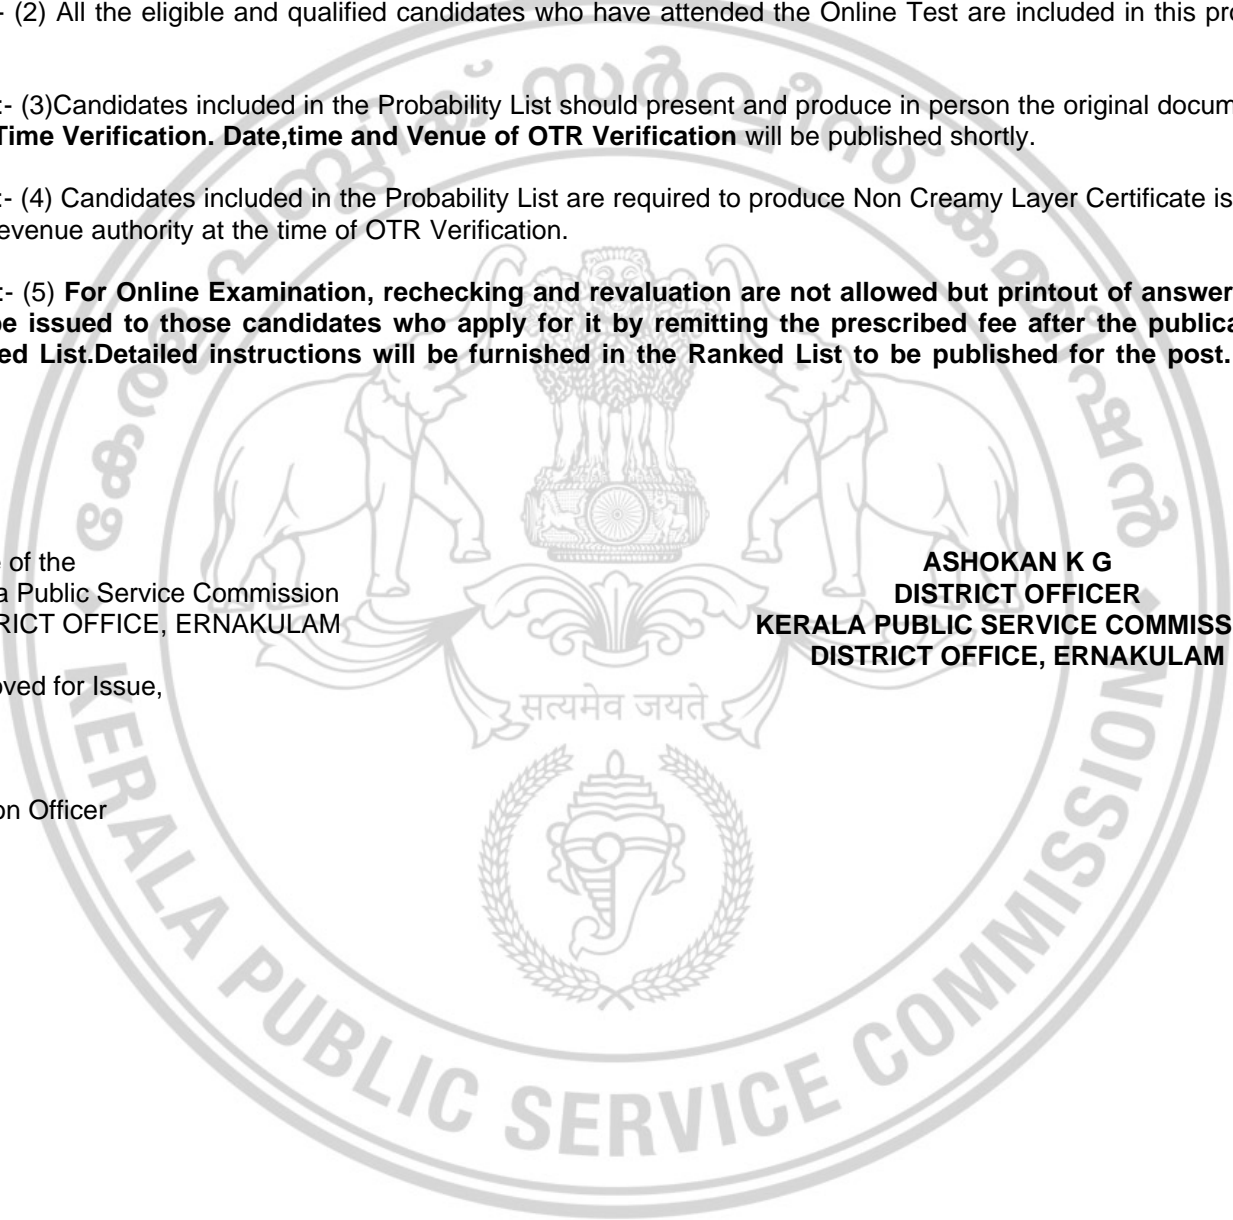 - (2) All the eligible and qualified candidates who have attended the Online Test are included in this pro
:- (3)Candidates included in the Probability List should present and produce in person the original docum
Time Verification. Date,time and Venue of OTR Verification will be published shortly.
:- (4) Candidates included in the Probability List are required to produce Non Creamy Layer Certificate is
evenue authority at the time of OTR Verification.
:- (5) For Online Examination, rechecking and revaluation are not allowed but printout of answer
be issued to those candidates who apply for it by remitting the prescribed fee after the publica
ed List.Detailed instructions will be furnished in the Ranked List to be published for the post.
e of the
a Public Service Commission
RICT OFFICE, ERNAKULAM
ASHOKAN K G
DISTRICT OFFICER
KERALA PUBLIC SERVICE COMMISS
DISTRICT OFFICE, ERNAKULAM
oved for Issue,
on Officer
കേരള പബ്ലിക് സർവീസ് കമ്മീഷൻ
सत्यमेव जयते
KERALA PUBLIC SERVICE COMMISSION